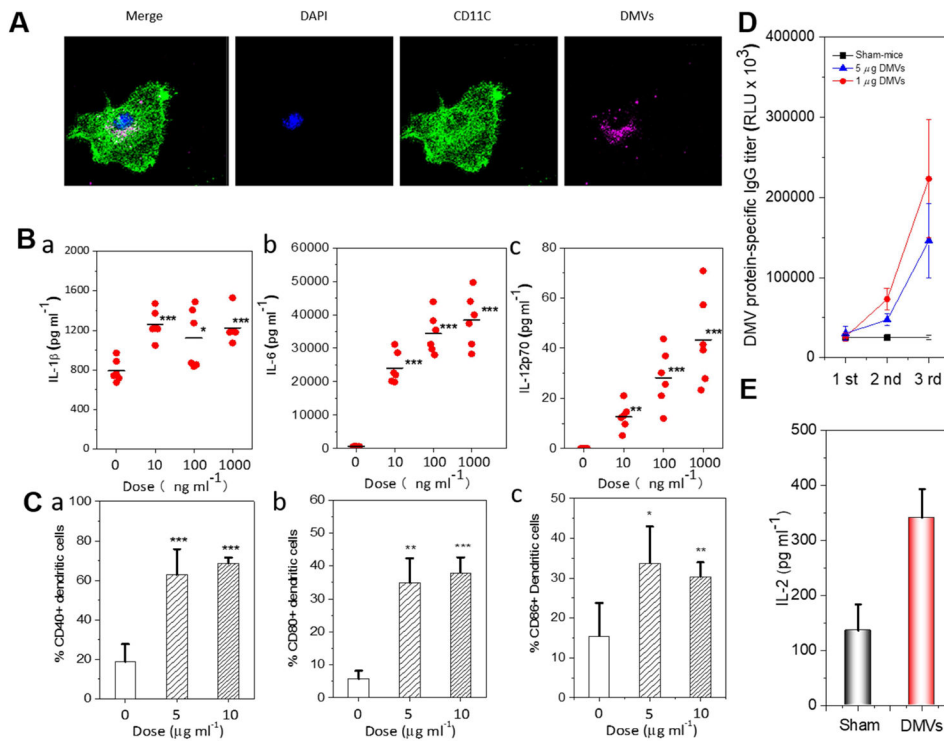 Merge DAPI CD11C DMVs
A
B
a
IL-1β (pg ml⁻¹)
1600
1200
800
400
0
0 10 100 1000
Dose ( ng ml⁻¹)
***
*
***
b
IL-6 (pg ml⁻¹)
60000
50000
40000
30000
20000
10000
0
0 10 100 1000
Dose ( ng ml⁻¹)
***
***
***
c
IL-12p70 (pg ml⁻¹)
80
60
40
20
0
0 10 100 1000
Dose ( ng ml⁻¹)
**
***
***
C
a
% CD40+ dendritic cells
100
80
60
40
20
0
0 5 10
Dose (µg ml⁻¹)
***
***
b
% CD80+ dendritic cells
60
50
40
30
20
10
0
0 5 10
Dose (µg ml⁻¹)
**
***
c
% CD86+ Dendritic cells
50
40
30
20
10
0
0 5 10
Dose (µg ml⁻¹)
*
**
D
DMV protein-specific IgG titer (RLU x 10³)
400000
300000
200000
100000
0
Sham-mice
5 μg DMVs
1 μg DMVs
1 st 2 nd 3 rd
E
IL-2 (pg ml⁻¹)
500
400
300
200
100
0
Sham DMVs